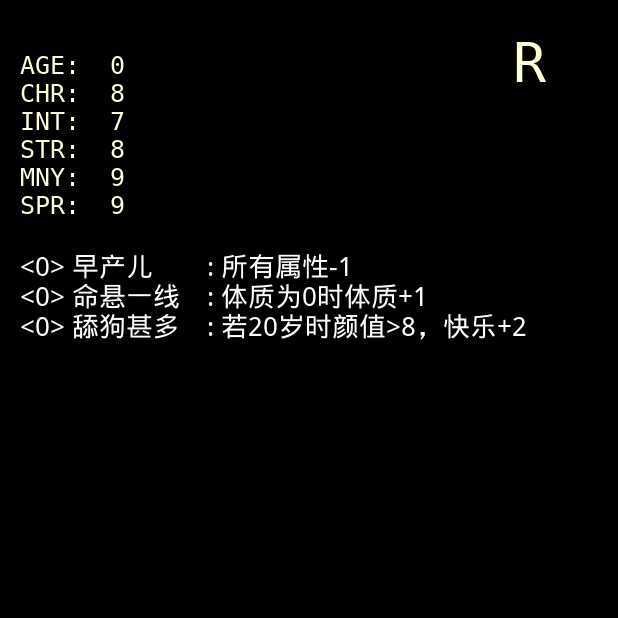 R
AGE: 0
CHR: 8
INT: 7
STR: 8
MNY: 9
SPR: 9
<0> 早产儿 : 所有属性-1
<0> 命悬一线 : 体质为0时体质+1
<0> 舔狗甚多 : 若20岁时颜值>8，快乐+2